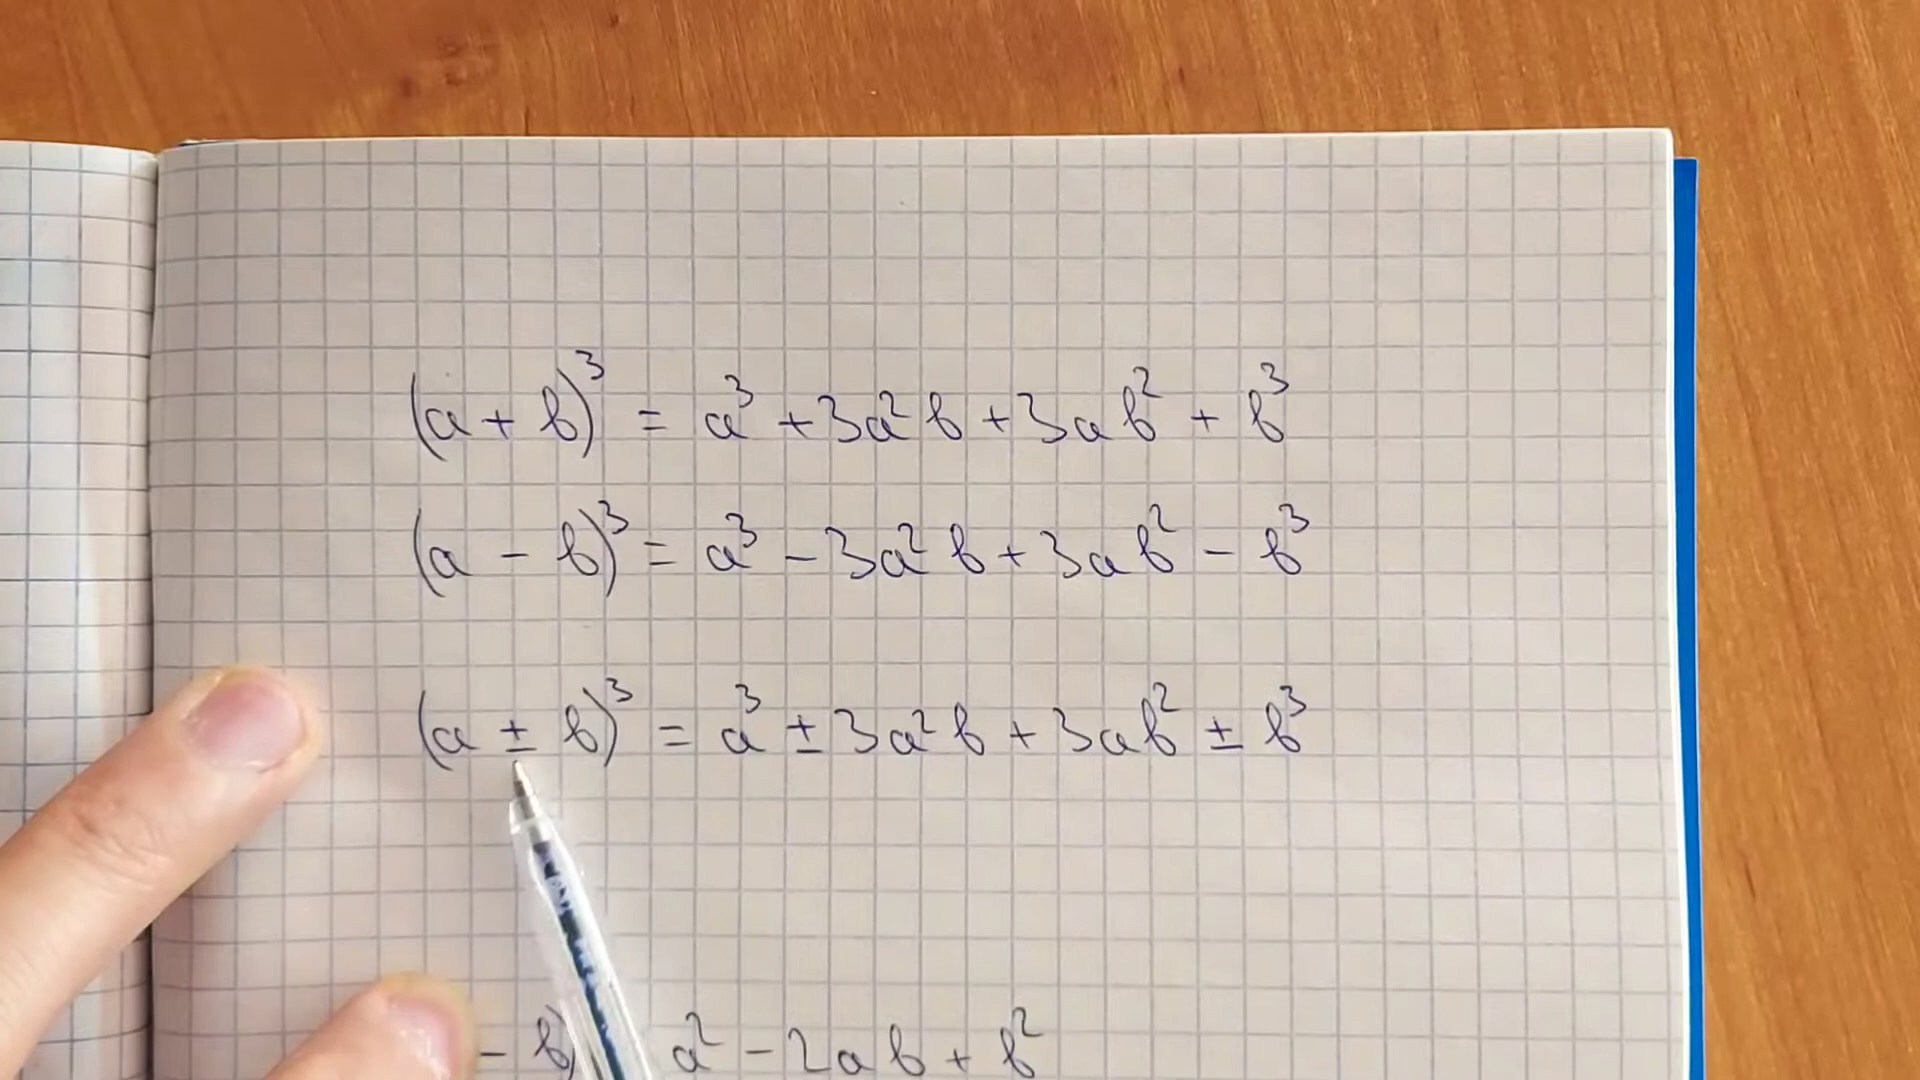 (a + b)³ = a³ + 3a²b + 3ab² + b³
(a - b)³ = a³ - 3a²b + 3ab² - b³
(a ± b)³ = a³ ± 3a²b + 3ab² ± b³
- b) a² - 2ab + b²